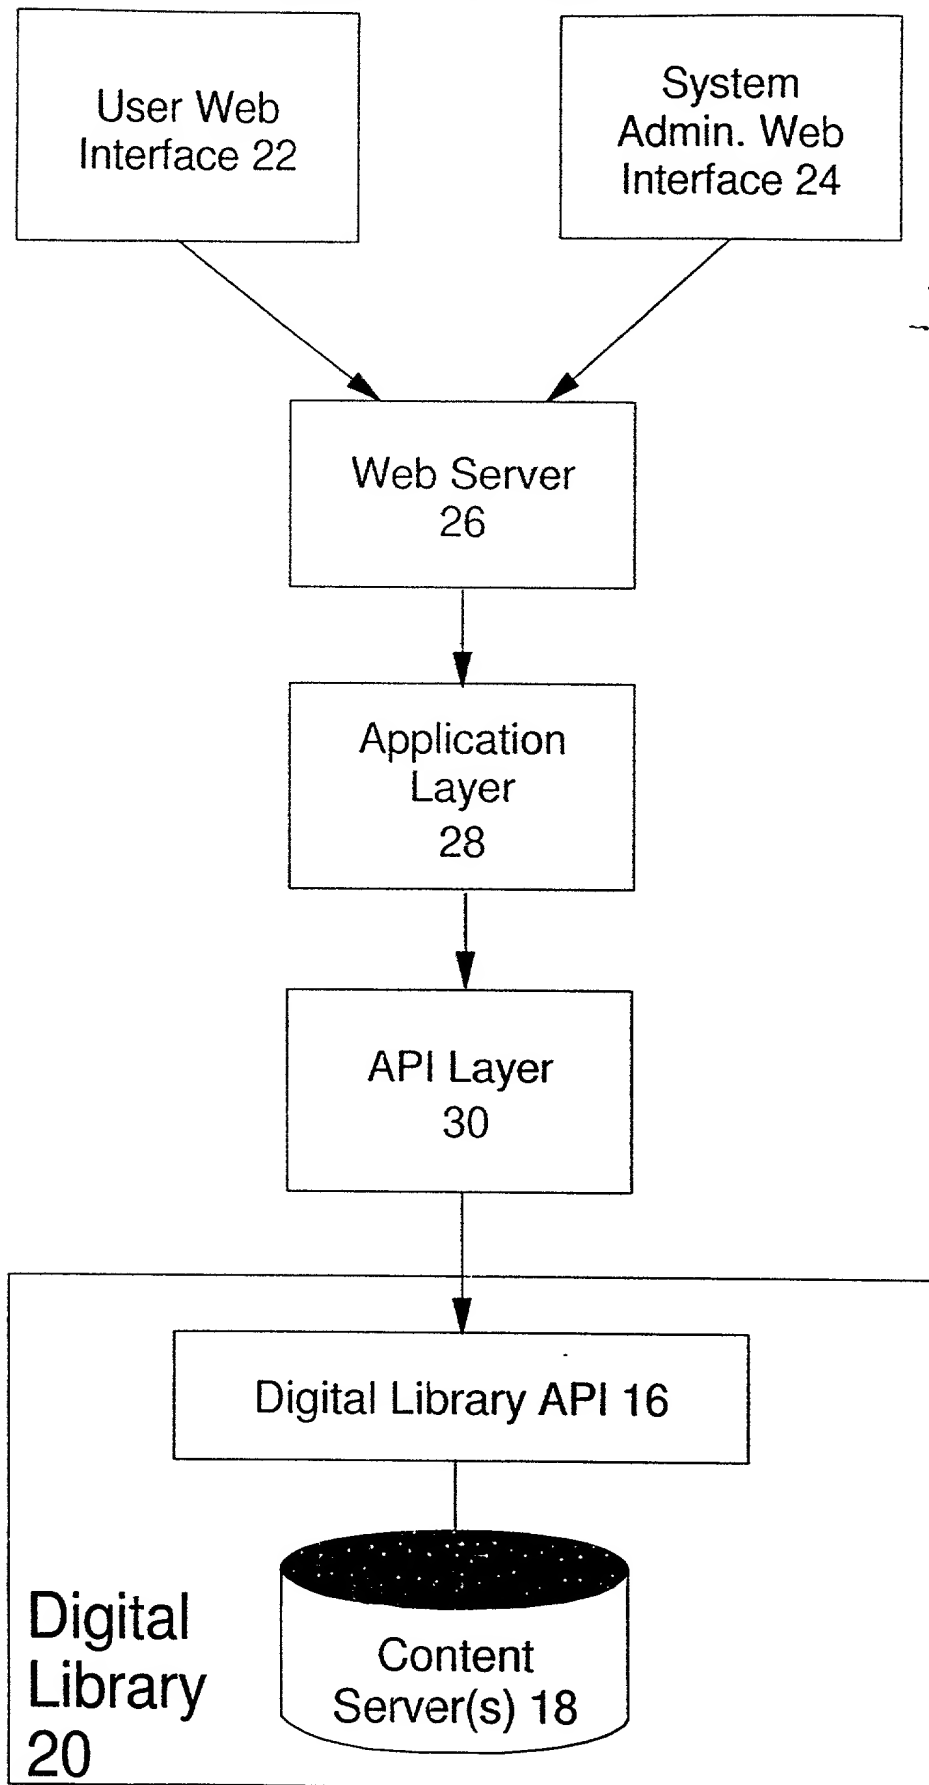 User Web
Interface 22
System
Admin. Web
Interface 24
Web Server
26
Application
Layer
28
API Layer
30
Digital Library API 16
Content
Server(s) 18
Digital
Library
20